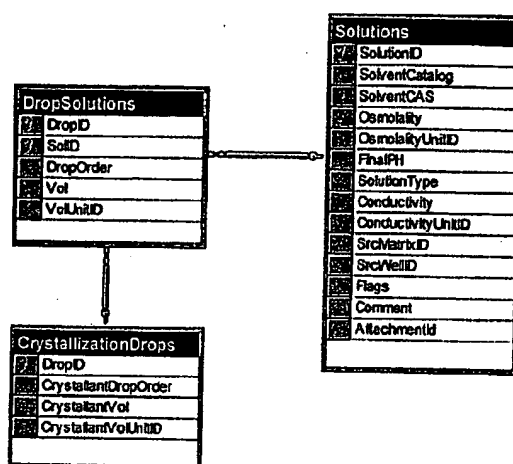 Solutions
SolutionID
SolventCatalog
SolventCAS
Osmolality
OsmolalityUnitID
FinalPH
SolutionType
Conductivity
ConductivityUnitID
SrcMatrixID
SrcWellID
Flags
Comment
AttachmentId
DropSolutions
DropID
SolID
DropOrder
Vol
VolUnitID
CrystallizationDrops
DropID
CrystallantDropOrder
CrystallantVol
CrystallantVolUnitID